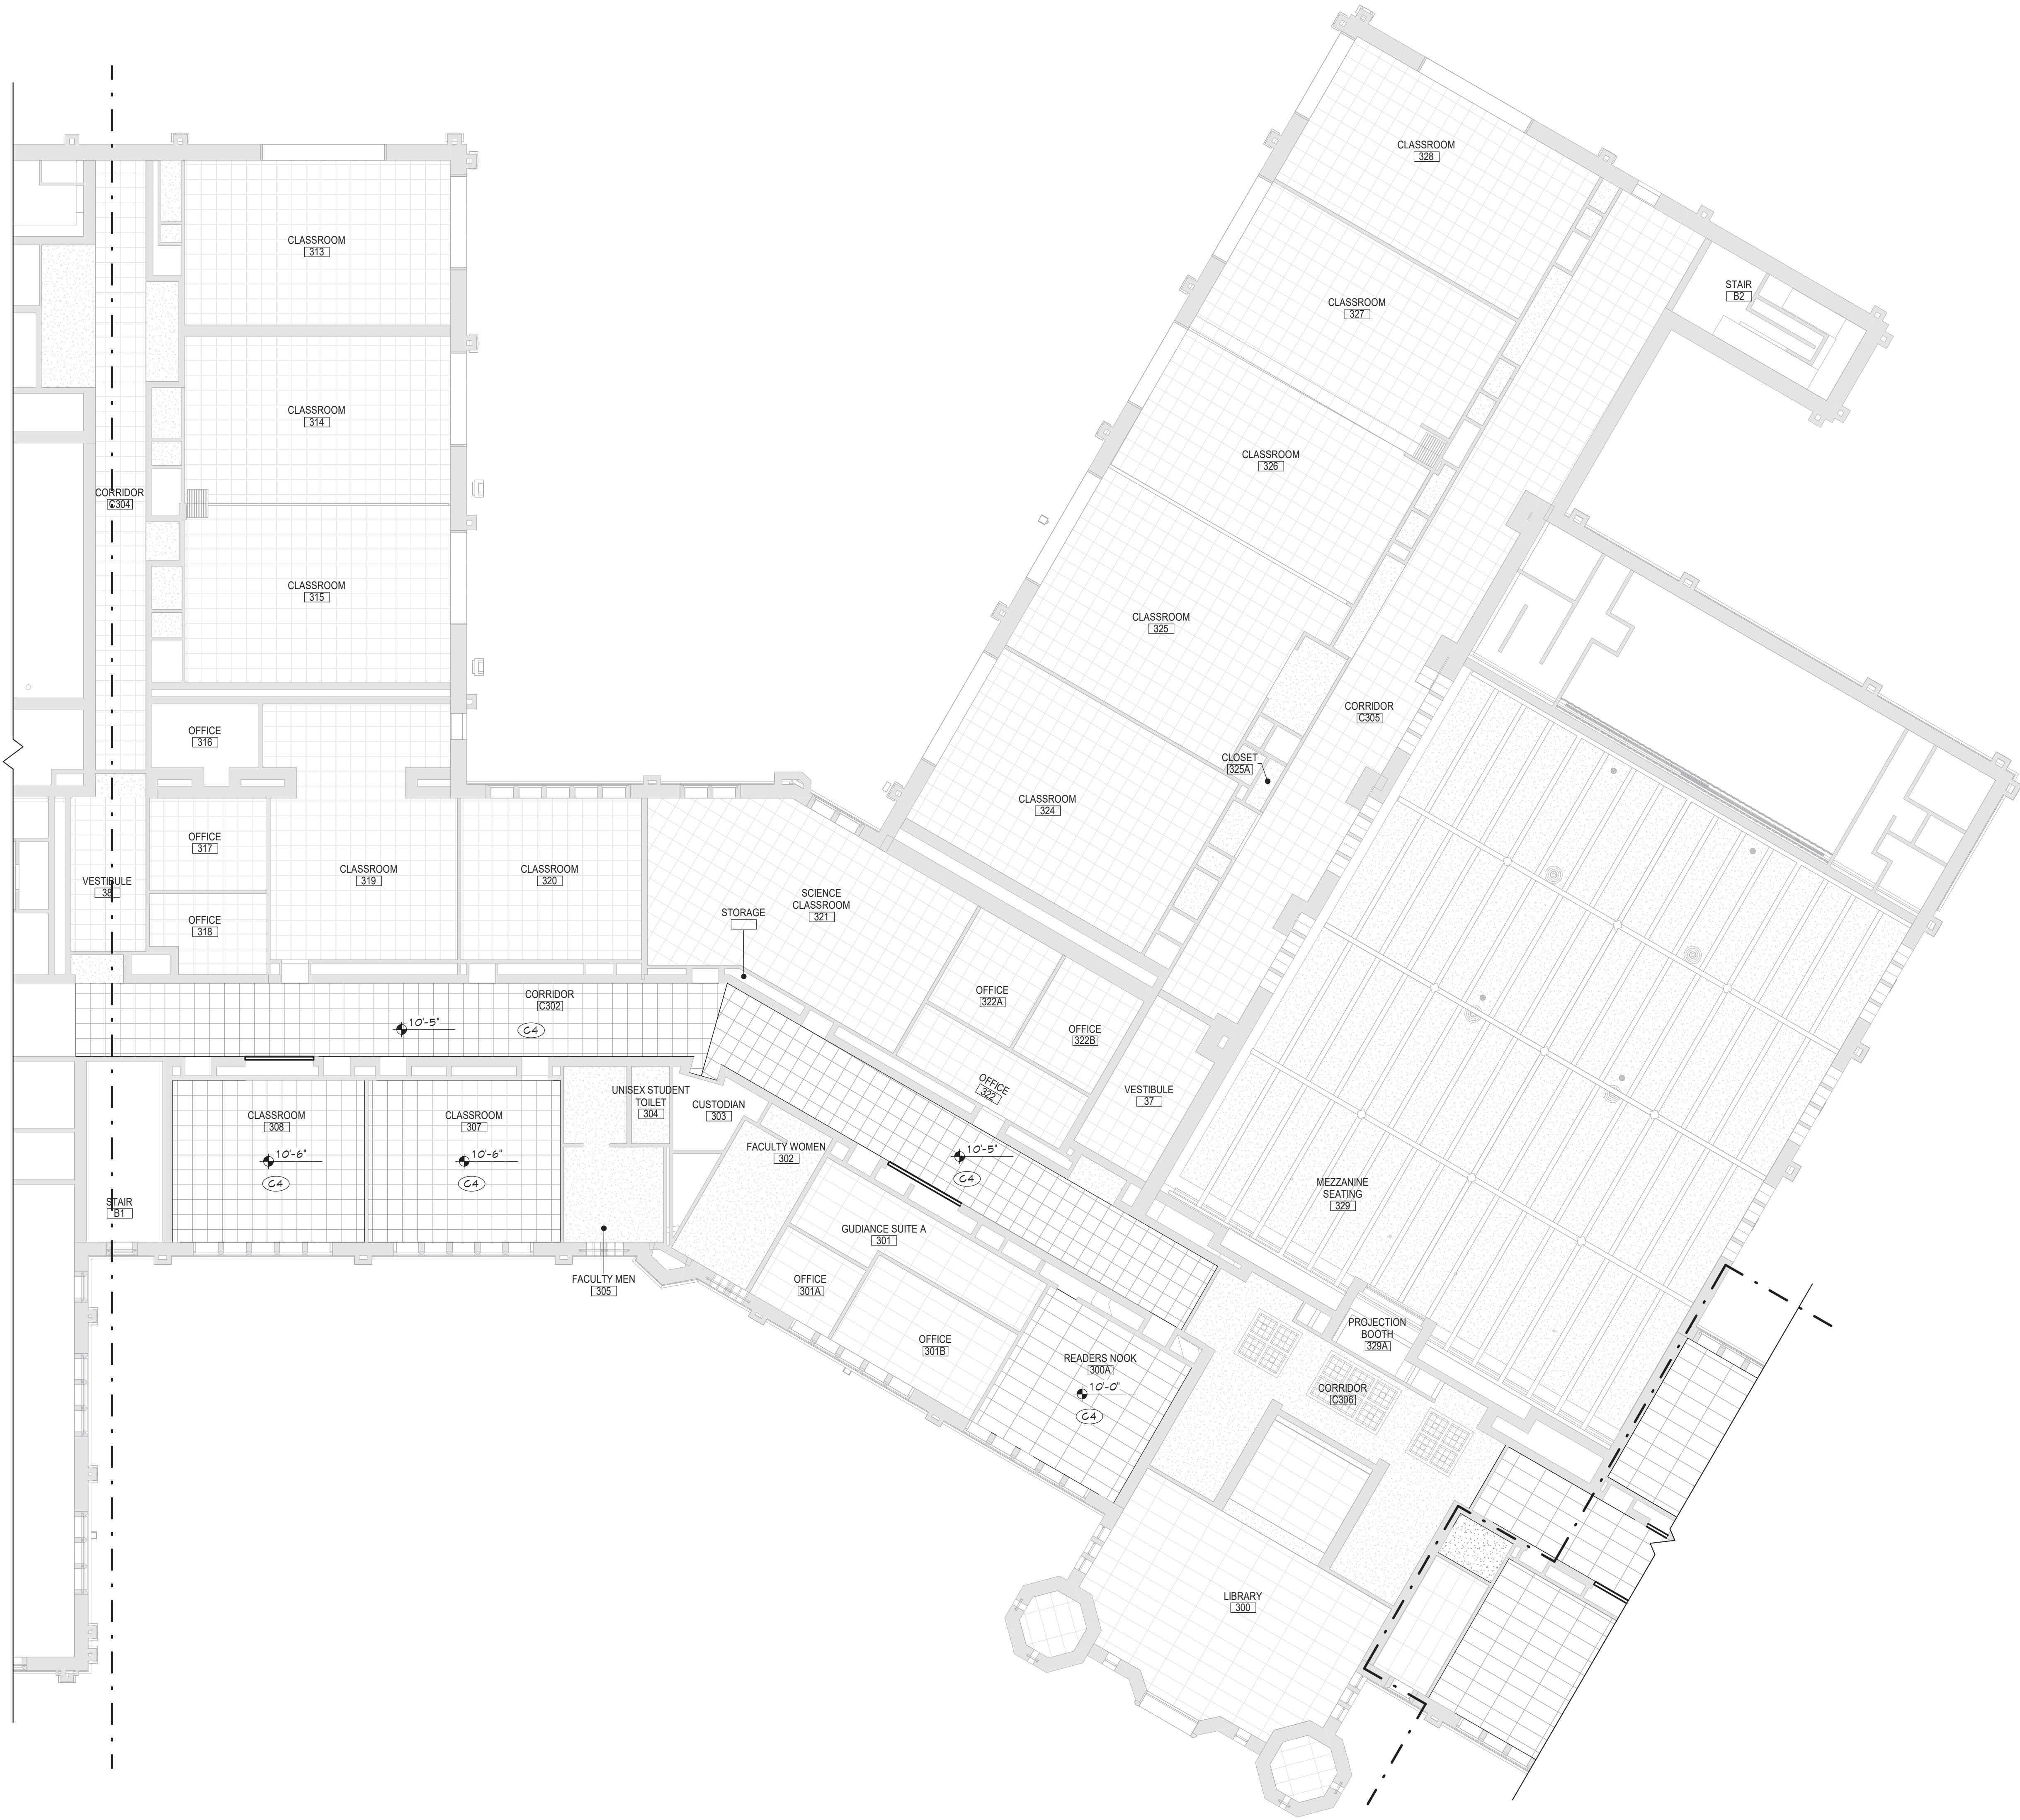 CLASSROOM
328
STAIR
B2
CLASSROOM
313
CLASSROOM
327
CLASSROOM
314
CLASSROOM
326
CORRIDOR
C304
CLASSROOM
315
CLASSROOM
325
CORRIDOR
C305
OFFICE
316
CLOSET
325A
CLASSROOM
324
OFFICE
317
CLASSROOM
319
CLASSROOM
320
VESTIBULE
38
SCIENCE
CLASSROOM
321
STORAGE
OFFICE
318
OFFICE
322A
CORRIDOR
C302
10'-5"
C4
OFFICE
322B
OFFICE
322
VESTIBULE
37
UNISEX STUDENT
TOILET
304
CUSTODIAN
303
CLASSROOM
308
10'-6"
C4
CLASSROOM
307
10'-6"
C4
FACULTY WOMEN
302
10'-5"
C4
MEZZANINE
SEATING
329
STAIR
B1
GUDIANCE SUITE A
301
FACULTY MEN
305
OFFICE
301A
OFFICE
301B
PROJECTION
BOOTH
329A
READERS NOOK
300A
10'-0"
C4
CORRIDOR
C306
LIBRARY
300